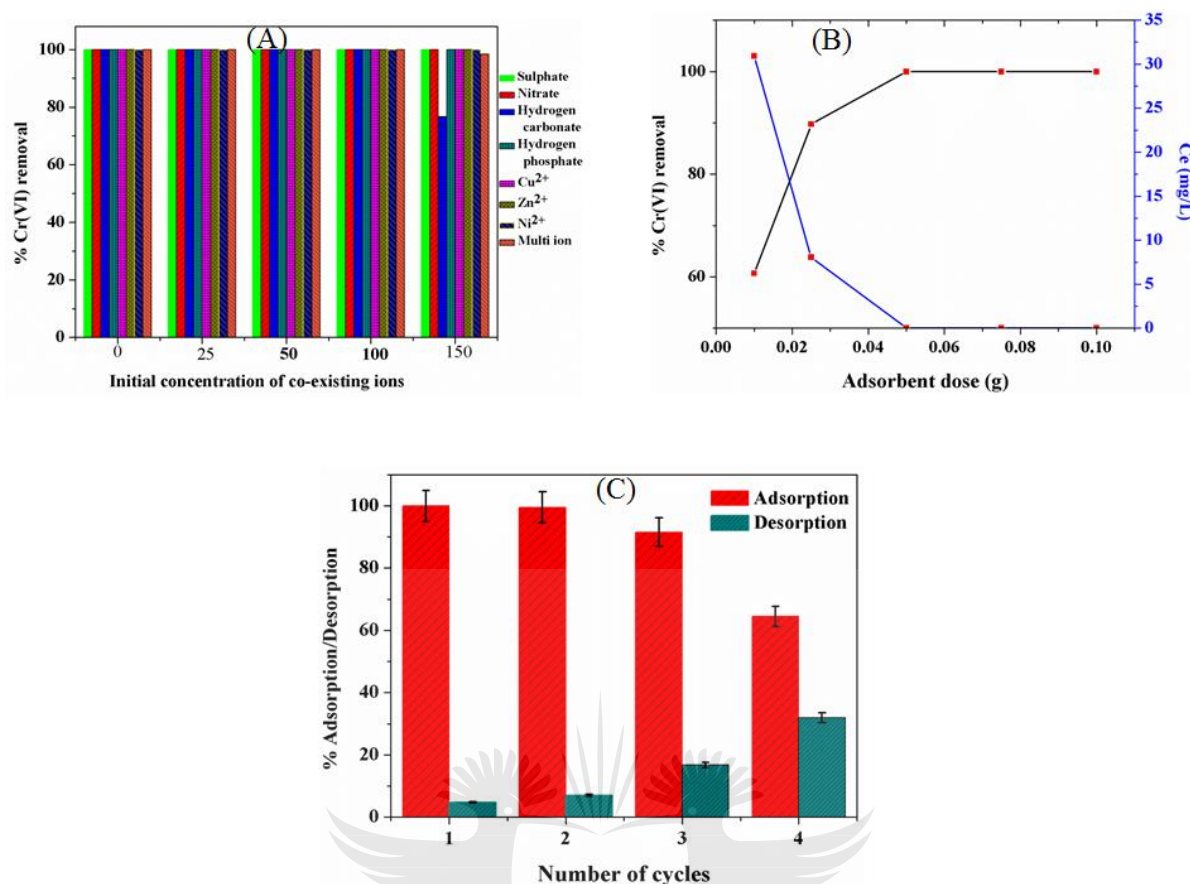 (A)
% Cr(VI) removal
100
80
60
40
20
0
0 25 50 100 150
Initial concentration of co-existing ions
Sulphate
Nitrate
Hydrogen
carbonate
Hydrogen
phosphate
Cu2+
Zn2+
Ni2+
Multi ion
(B)
% Cr(VI) removal
100
80
60
0.00 0.02 0.04 0.06 0.08 0.10
Adsorbent dose (g)
35
30
25
20
15
10
5
0
Ce (mg/L)
(C)
% Adsorption/Desorption
100
80
60
40
20
0
1 2 3 4
Number of cycles
Adsorption
Desorption